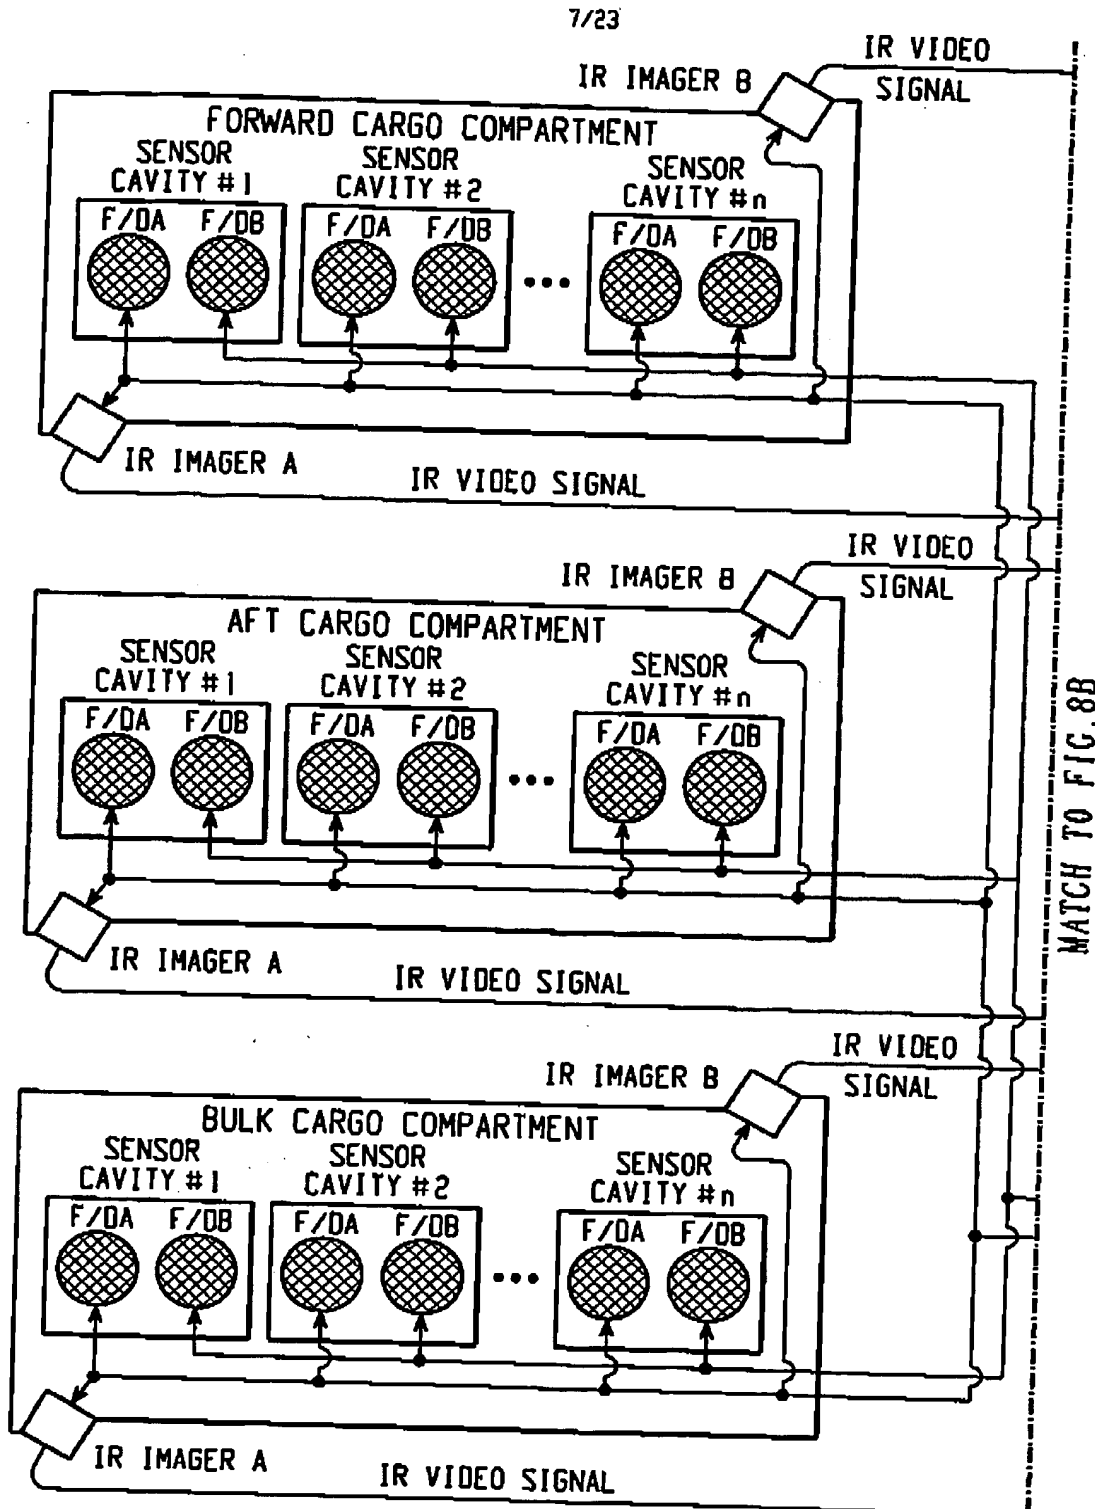 7/23
IR VIDEO
SIGNAL
IR IMAGER B
FORWARD CARGO COMPARTMENT
SENSOR
CAVITY #1
SENSOR
CAVITY #2
SENSOR
CAVITY #n
F/DA F/DB
F/DA F/DB
F/DA F/DB
IR IMAGER A
IR VIDEO SIGNAL
IR VIDEO
SIGNAL
IR IMAGER B
AFT CARGO COMPARTMENT
SENSOR
CAVITY #1
SENSOR
CAVITY #2
SENSOR
CAVITY #n
F/DA F/DB
F/DA F/DB
F/DA F/DB
IR IMAGER A
IR VIDEO SIGNAL
MATCH TO FIG.8B
IR VIDEO
SIGNAL
IR IMAGER B
BULK CARGO COMPARTMENT
SENSOR
CAVITY #1
SENSOR
CAVITY #2
SENSOR
CAVITY #n
F/DA F/DB
F/DA F/DB
F/DA F/DB
IR IMAGER A
IR VIDEO SIGNAL